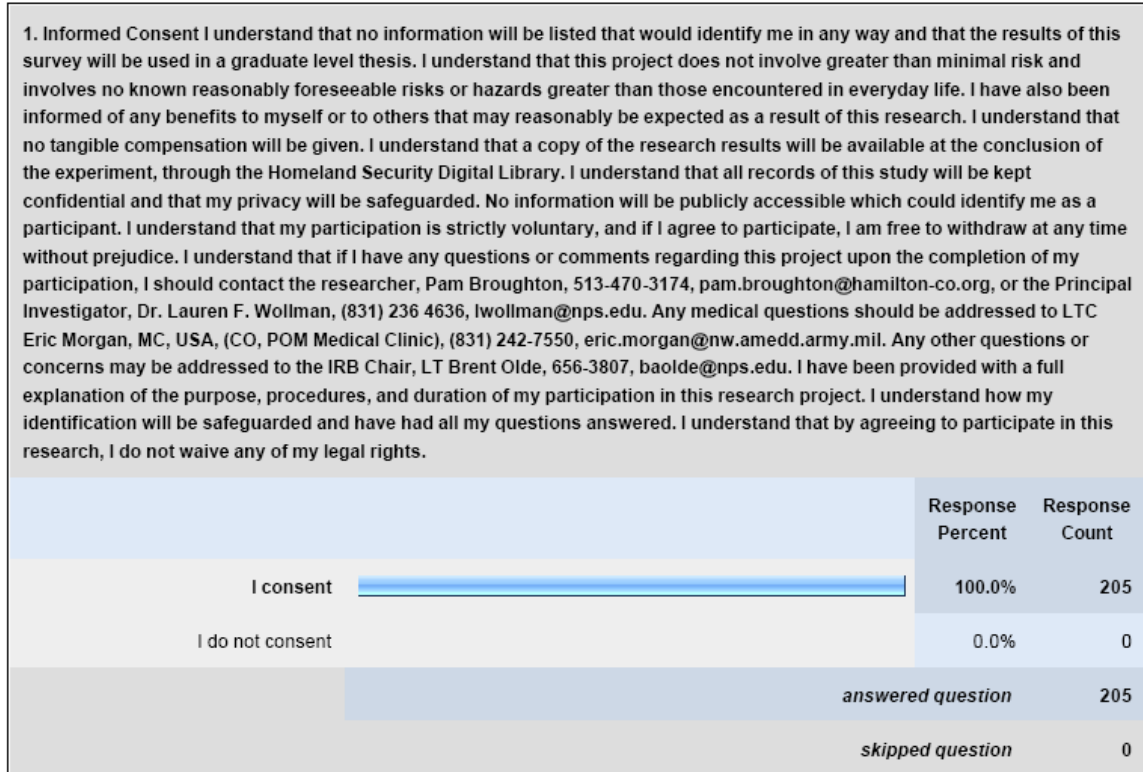 1. Informed Consent I understand that no information will be listed that would identify me in any way and that the results of this
survey will be used in a graduate level thesis. I understand that this project does not involve greater than minimal risk and
involves no known reasonably foreseeable risks or hazards greater than those encountered in everyday life. I have also been
informed of any benefits to myself or to others that may reasonably be expected as a result of this research. I understand that
no tangible compensation will be given. I understand that a copy of the research results will be available at the conclusion of
the experiment, through the Homeland Security Digital Library. I understand that all records of this study will be kept
confidential and that my privacy will be safeguarded. No information will be publicly accessible which could identify me as a
participant. I understand that my participation is strictly voluntary, and if I agree to participate, I am free to withdraw at any time
without prejudice. I understand that if I have any questions or comments regarding this project upon the completion of my
participation, I should contact the researcher, Pam Broughton, 513-470-3174, pam.broughton@hamilton-co.org, or the Principal
Investigator, Dr. Lauren F. Wollman, (831) 236 4636, lwollman@nps.edu. Any medical questions should be addressed to LTC
Eric Morgan, MC, USA, (CO, POM Medical Clinic), (831) 242-7550, eric.morgan@nw.amedd.army.mil. Any other questions or
concerns may be addressed to the IRB Chair, LT Brent Olde, 656-3807, baolde@nps.edu. I have been provided with a full
explanation of the purpose, procedures, and duration of my participation in this research project. I understand how my
identification will be safeguarded and have had all my questions answered. I understand that by agreeing to participate in this
research, I do not waive any of my legal rights.
Response Response
Percent Count
I consent 100.0% 205
I do not consent 0.0% 0
answered question 205
skipped question 0